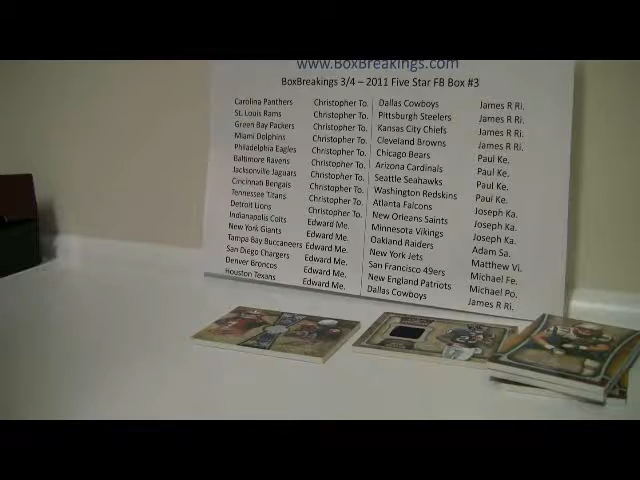 www.BoxBreakings.com
BoxBreakings 3/4 – 2011 Five Star FB Box #3
Carolina Panthers Christopher To. Dallas Cowboys James R Ri.
St. Louis Rams Christopher To. Pittsburgh Steelers James R Ri.
Green Bay Packers Christopher To. Kansas City Chiefs James R Ri.
Miami Dolphins Christopher To. Cleveland Browns James R Ri.
Philadelphia Eagles Christopher To. Chicago Bears Paul Ke.
Baltimore Ravens Christopher To. Arizona Cardinals Paul Ke.
Jacksonville Jaguars Christopher To. Seattle Seahawks Paul Ke.
Cincinnati Bengals Christopher To. Washington Redskins Paul Ke.
Tennessee Titans Christopher To. Atlanta Falcons Joseph Ka.
Detroit Lions Christopher To. New Orleans Saints Joseph Ka.
Indianapolis Colts Edward Me. Minnesota Vikings Joseph Ka.
New York Giants Edward Me. Oakland Raiders Adam Sa.
Tampa Bay Buccaneers Edward Me. New York Jets Matthew Vi.
San Diego Chargers Edward Me. San Francisco 49ers Michael Fe.
Denver Broncos Edward Me. New England Patriots Michael Po.
Houston Texans Edward Me. Dallas Cowboys James R Ri.